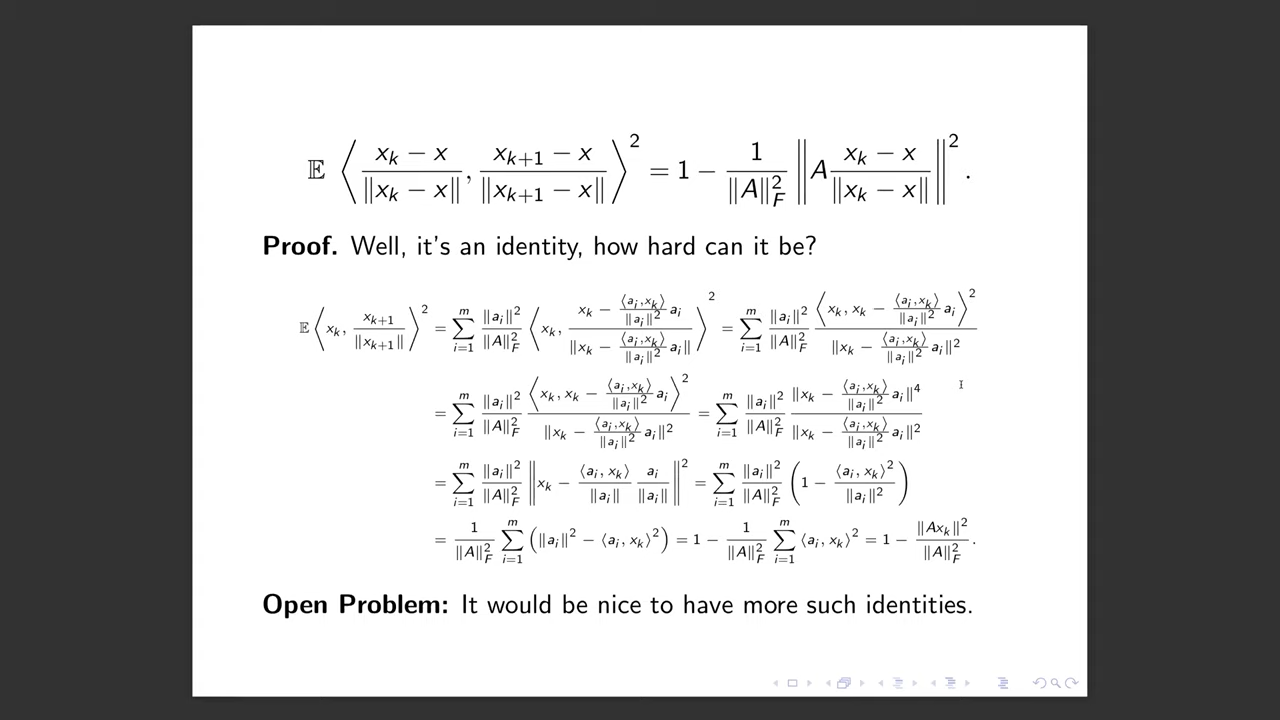 𝔼 ⟨ (x_k − x)/‖x_k − x‖ , (x_{k+1} − x)/‖x_{k+1} − x‖ ⟩² = 1 − (1/‖A‖_F²) ‖ A (x_k − x)/‖x_k − x‖ ‖² .
Proof. Well, it's an identity, how hard can it be?
𝔼 ⟨ x_k, x_{k+1}/‖x_{k+1}‖ ⟩² = ∑_{i=1}^m (‖a_i‖²/‖A‖_F²) ⟨ x_k, (x_k − (⟨a_i, x_k⟩/‖a_i‖²) a_i)/‖x_k − (⟨a_i, x_k⟩/‖a_i‖²) a_i‖ ⟩² = ∑_{i=1}^m (‖a_i‖²/‖A‖_F²) ⟨ x_k, x_k − (⟨a_i, x_k⟩/‖a_i‖²) a_i ⟩² / ‖x_k − (⟨a_i, x_k⟩/‖a_i‖²) a_i‖²
= ∑_{i=1}^m (‖a_i‖²/‖A‖_F²) ⟨ x_k, x_k − (⟨a_i, x_k⟩/‖a_i‖²) a_i ⟩² / ‖x_k − (⟨a_i, x_k⟩/‖a_i‖²) a_i‖² = ∑_{i=1}^m (‖a_i‖²/‖A‖_F²) ‖x_k − (⟨a_i, x_k⟩/‖a_i‖²) a_i‖⁴ / ‖x_k − (⟨a_i, x_k⟩/‖a_i‖²) a_i‖²
= ∑_{i=1}^m (‖a_i‖²/‖A‖_F²) ‖ x_k − (⟨a_i, x_k⟩/‖a_i‖) (a_i/‖a_i‖) ‖² = ∑_{i=1}^m (‖a_i‖²/‖A‖_F²) ( 1 − ⟨a_i, x_k⟩²/‖a_i‖² )
= (1/‖A‖_F²) ∑_{i=1}^m ( ‖a_i‖² − ⟨a_i, x_k⟩² ) = 1 − (1/‖A‖_F²) ∑_{i=1}^m ⟨a_i, x_k⟩² = 1 − ‖Ax_k‖²/‖A‖_F² .
Open Problem: It would be nice to have more such identities.